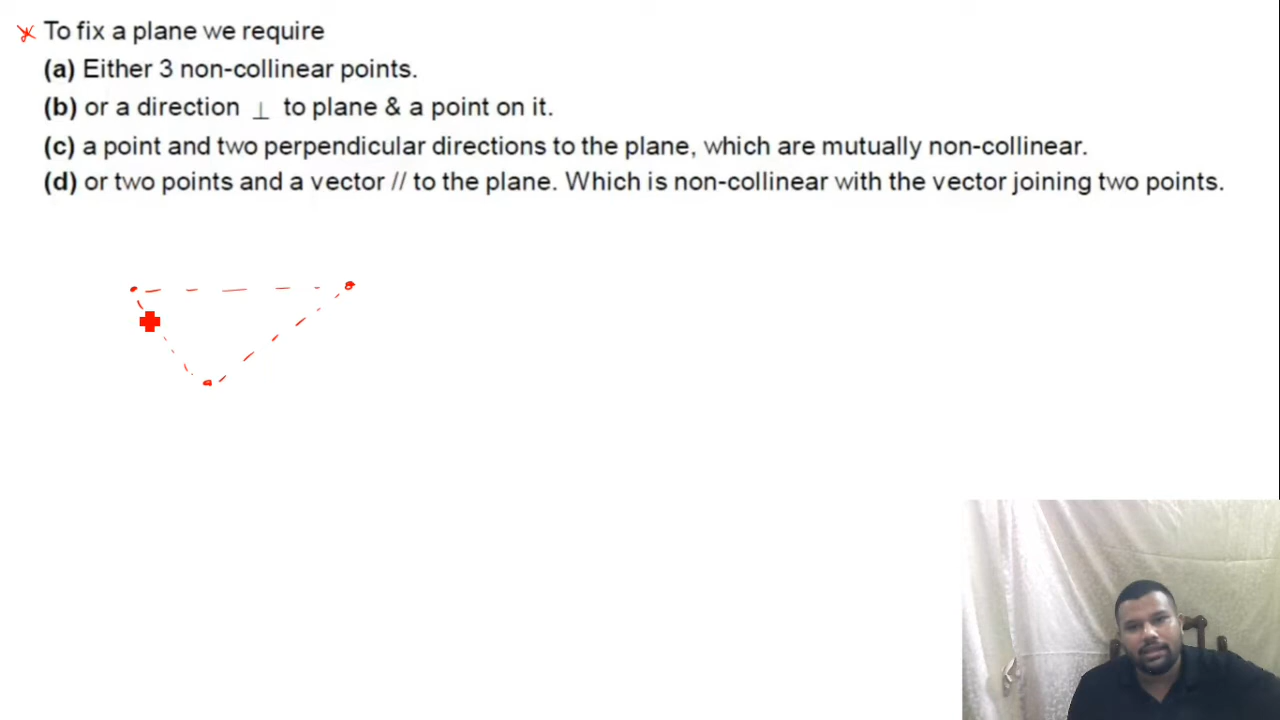 To fix a plane we require
(a) Either 3 non-collinear points.
(b) or a direction ⊥ to plane & a point on it.
(c) a point and two perpendicular directions to the plane, which are mutually non-collinear.
(d) or two points and a vector // to the plane. Which is non-collinear with the vector joining two points.